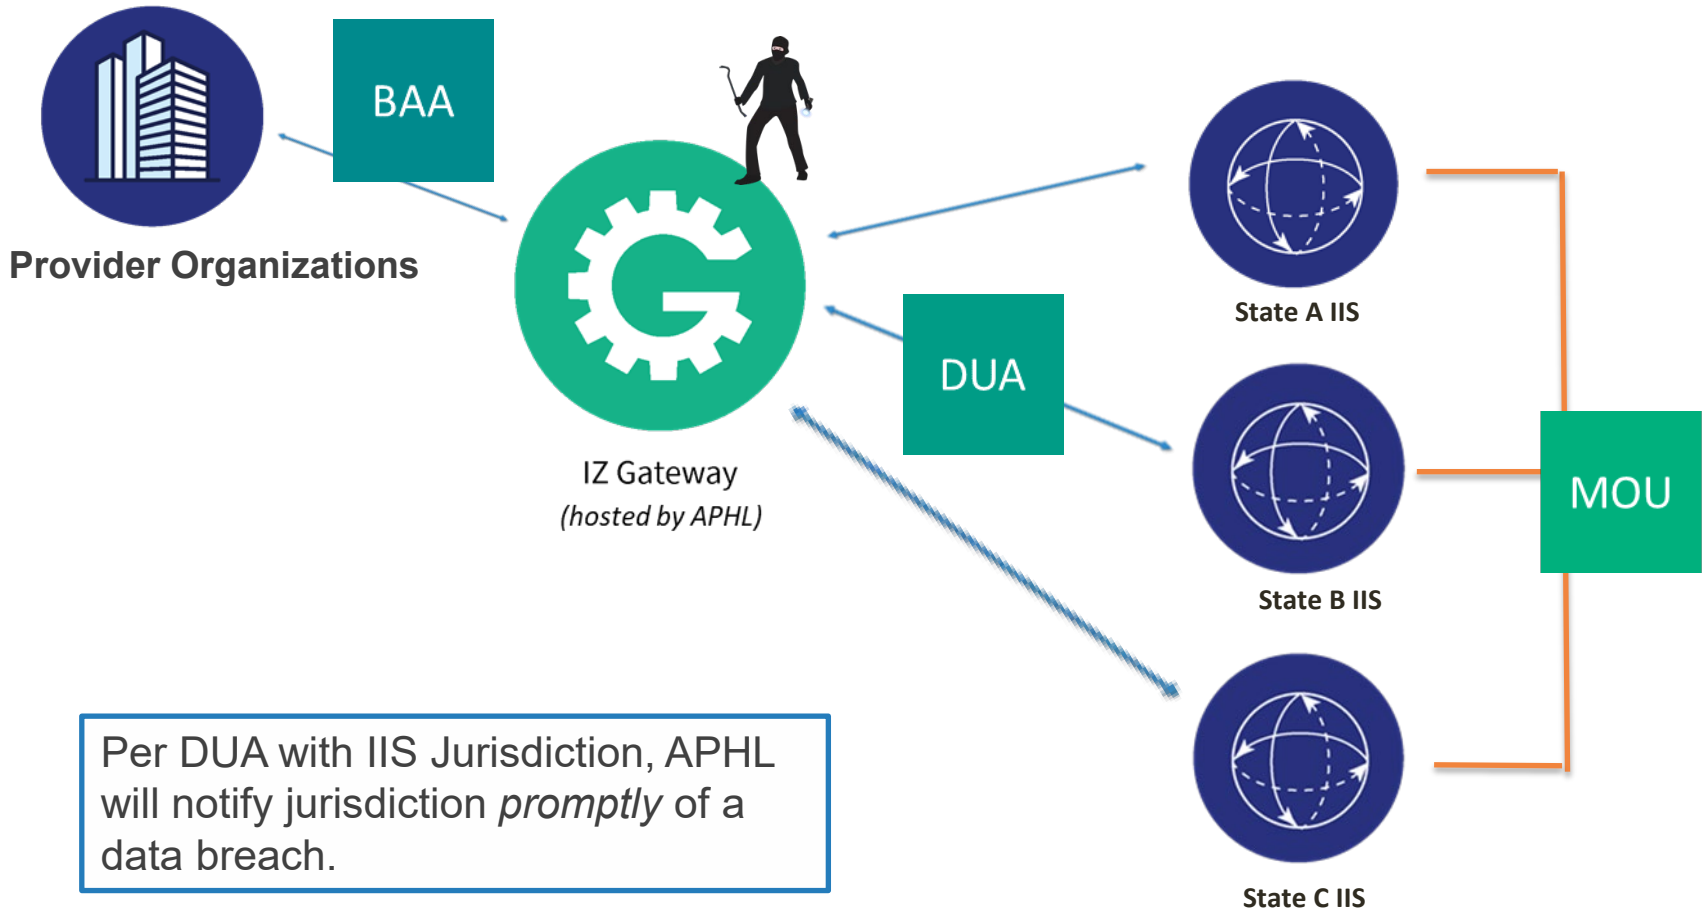 BAA
Provider Organizations
State A IIS
DUA
IZ Gateway
(hosted by APHL)
MOU
State B IIS
Per DUA with IIS Jurisdiction, APHL
will notify jurisdiction promptly of a
data breach.
State C IIS